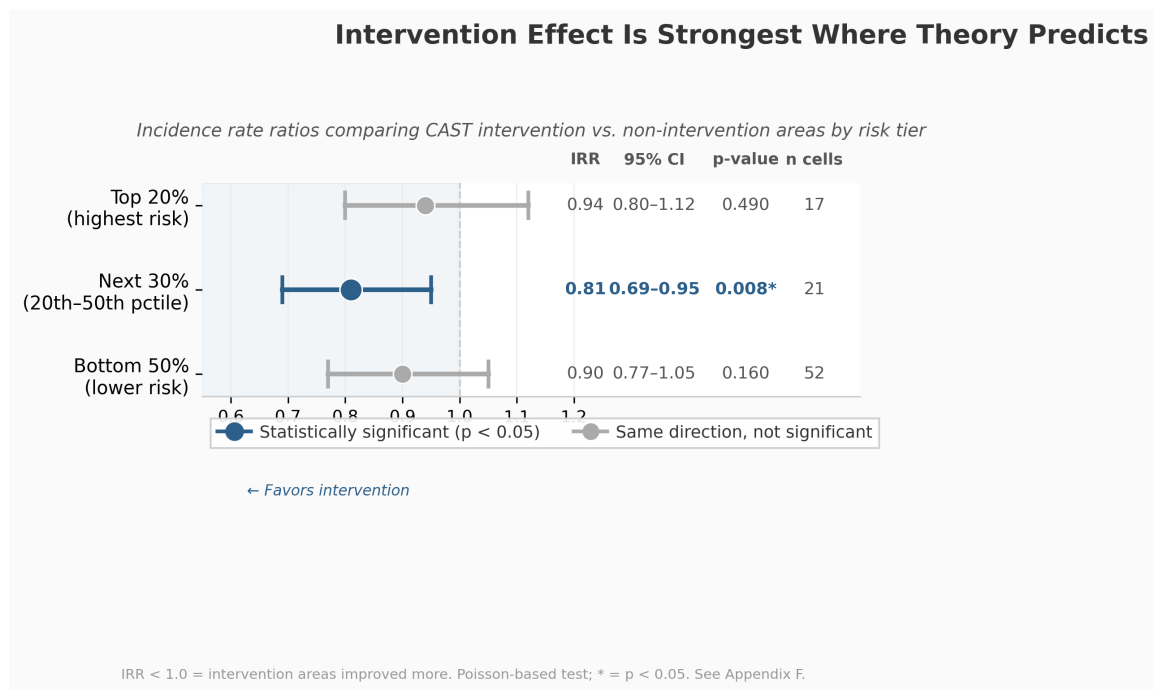 Intervention Effect Is Strongest Where Theory Predicts
Incidence rate ratios comparing CAST intervention vs. non-intervention areas by risk tier
IRR 95% CI p-value n cells
Top 20%
(highest risk)
0.94 0.80–1.12 0.490 17
Next 30%
(20th–50th pctile)
0.81 0.69–0.95 0.008* 21
Bottom 50%
(lower risk)
0.90 0.77–1.05 0.160 52
0.6 0.7 0.8 0.9 1.0 1.1 1.2
Statistically significant (p < 0.05) Same direction, not significant
← Favors intervention
IRR < 1.0 = intervention areas improved more. Poisson-based test; * = p < 0.05. See Appendix F.